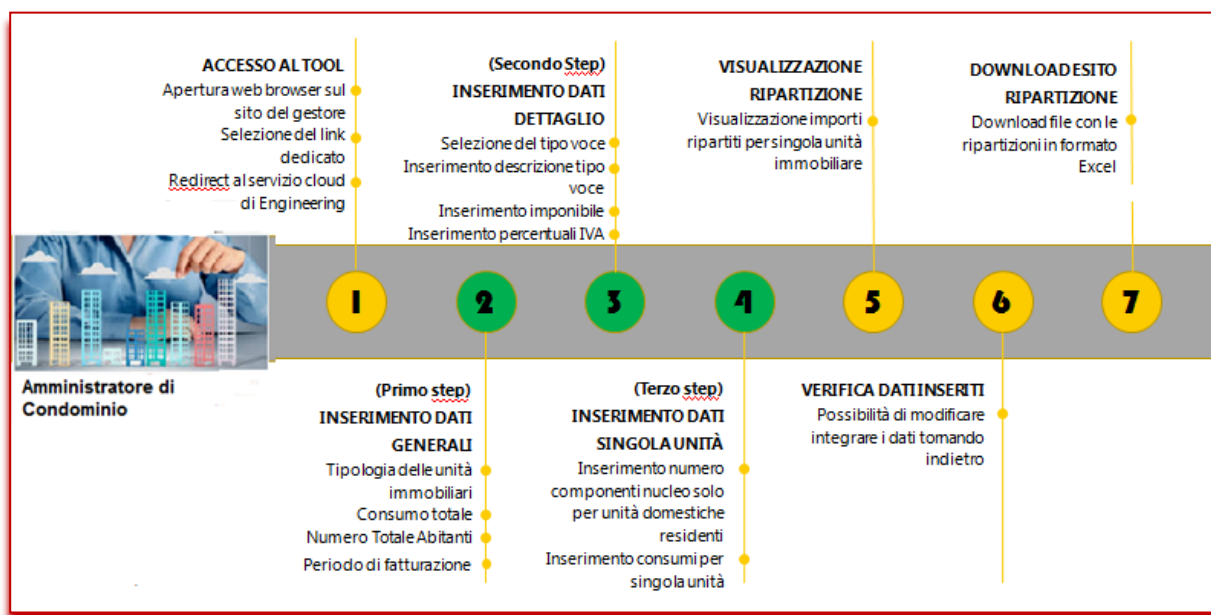 ACCESSO AL TOOL
Apertura web browser sul
sito del gestore
Selezione del link
dedicato
Redirect al servizio cloud
di Engineering
(Secondo Step)
INSERIMENTO DATI
DETTAGLIO
Selezione del tipo voce
Inserimento descrizione tipo
voce
Inserimento imponibile
Inserimento percentuali IVA
VISUALIZZAZIONE
RIPARTIZIONE
Visualizzazione importi
ripartiti per singola unità
immobiliare
DOWNLOAD ESITO
RIPARTIZIONE
Download file con le
ripartizioni in formato
Excel
1
2
3
4
5
6
7
Amministratore di
Condominio
(Primo step)
INSERIMENTO DATI
GENERALI
Tipologia delle unità
immobiliari
Consumo totale
Numero Totale Abitanti
Periodo di fatturazione
(Terzo step)
INSERIMENTO DATI
SINGOLA UNITÀ
Inserimento numero
componenti nucleo solo
per unità domestiche
residenti
Inserimento consumi per
singola unità
VERIFICA DATI INSERITI
Possibilità di modificare
integrare i dati tornando
indietro